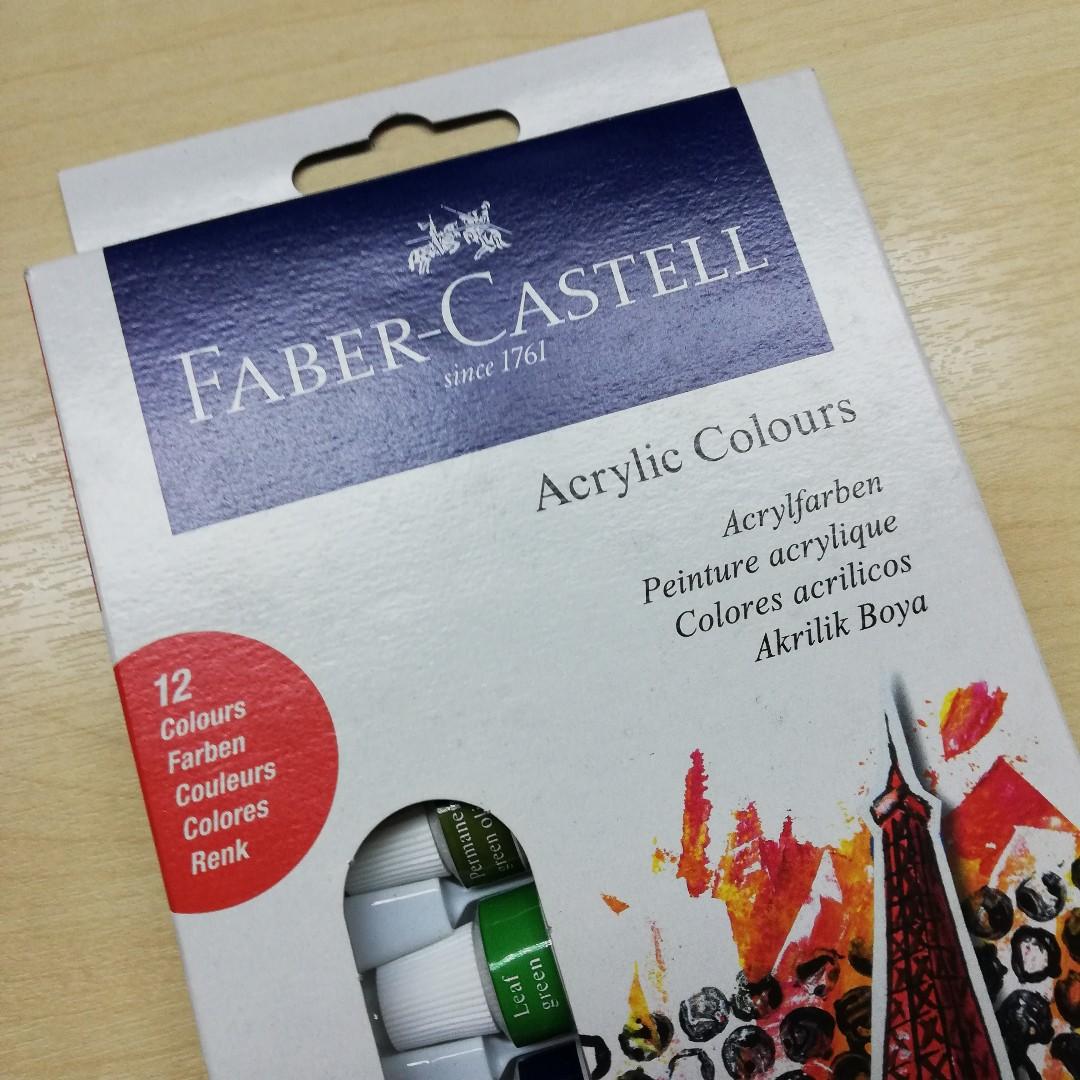 FABER-CASTELL
since 1761
Acrylic Colours
Acrylfarben
Peinture acrylique
Colores acrilicos
Akrilik Boya
12
Colours
Farben
Couleurs
Colores
Renk
green
Leaf
green